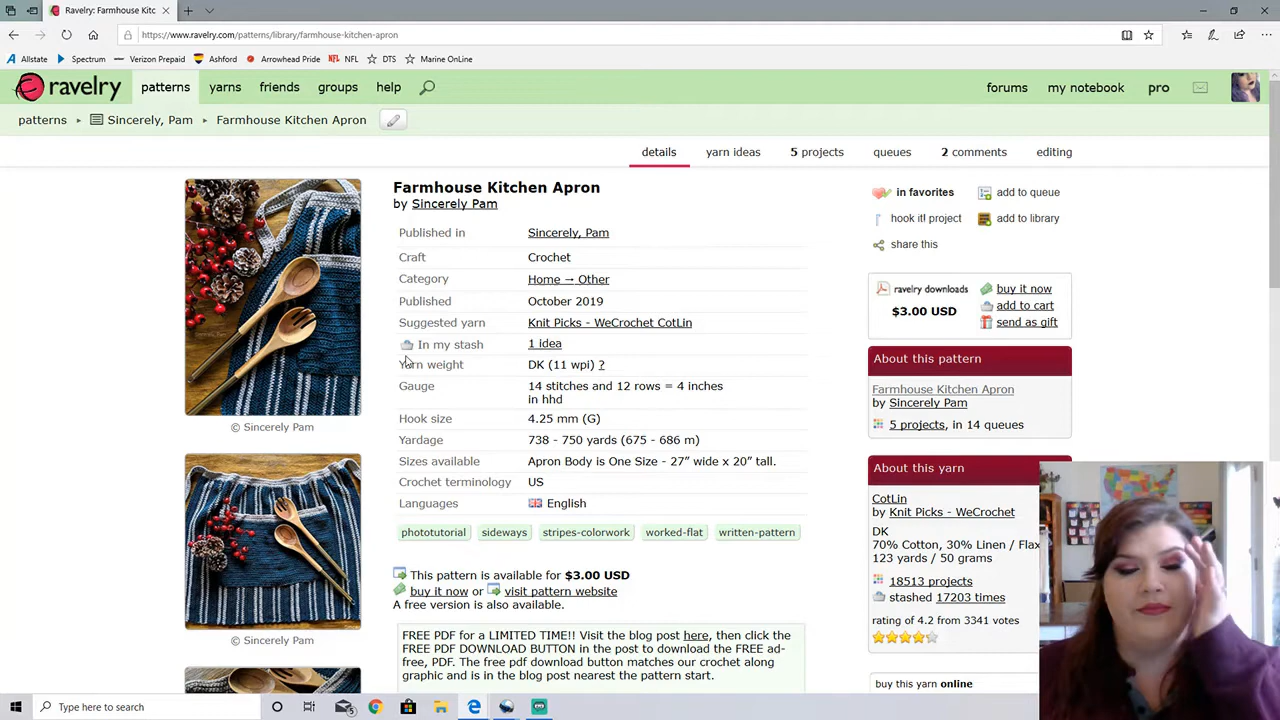 Ravelry: Farmhouse Kitc
https://www.ravelry.com/patterns/library/farmhouse-kitchen-apron
Allstate
Spectrum
Verizon Prepaid
Ashford
Arrowhead Pride
NFL
NFL
DTS
Marine OnLine
ravelry
patterns
yarns
friends
groups
help
forums
my notebook
pro
patterns
Sincerely, Pam
Farmhouse Kitchen Apron
details
yarn ideas
5 projects
queues
2 comments
editing
Farmhouse Kitchen Apron
by Sincerely Pam
Published in Sincerely, Pam
Craft Crochet
Category Home → Other
Published October 2019
Suggested yarn Knit Picks - WeCrochet CotLin
In my stash 1 idea
Yarn weight DK (11 wpi) ?
Gauge 14 stitches and 12 rows = 4 inches
in hhd
Hook size 4.25 mm (G)
Yardage 738 - 750 yards (675 - 686 m)
Sizes available Apron Body is One Size - 27” wide x 20” tall.
Crochet terminology US
Languages English
phototutorial sideways stripes-colorwork worked-flat written-pattern
This pattern is available for $3.00 USD
buy it now or visit pattern website
A free version is also available.
FREE PDF for a LIMITED TIME!! Visit the blog post here, then click the
FREE PDF DOWNLOAD BUTTON in the post to download the FREE ad-
free, PDF. The free pdf download button matches our crochet along
graphic and is in the blog post nearest the pattern start.
© Sincerely Pam
© Sincerely Pam
in favorites
add to queue
hook it! project
add to library
share this
ravelry downloads
$3.00 USD
buy it now
add to cart
send as gift
About this pattern
Farmhouse Kitchen Apron
by Sincerely Pam
5 projects, in 14 queues
About this yarn
CotLin
by Knit Picks - WeCrochet
DK
70% Cotton, 30% Linen / Flax
123 yards / 50 grams
18513 projects
stashed 17203 times
rating of 4.2 from 3341 votes
buy this yarn online
Type here to search
5